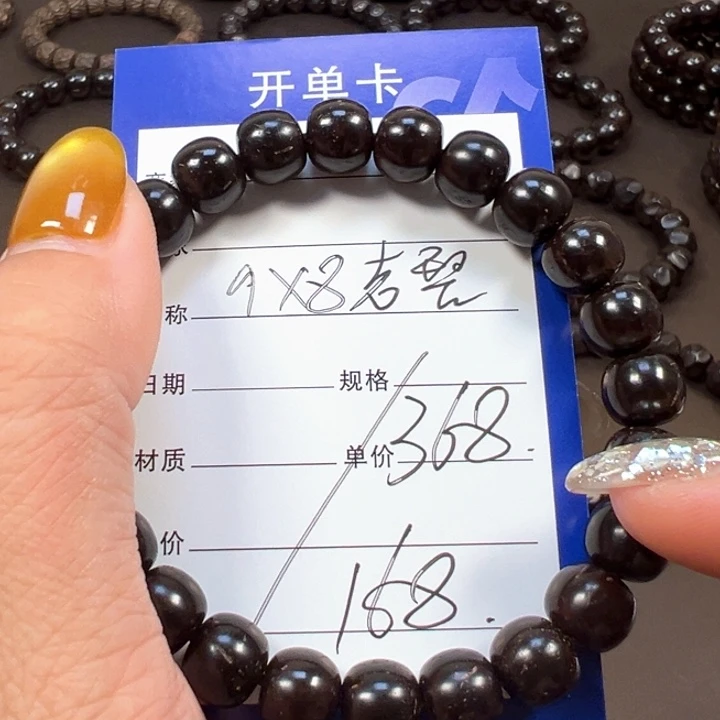 开单卡
9X8老琥
称
日期 规格
材质 单价 368.
价
168.